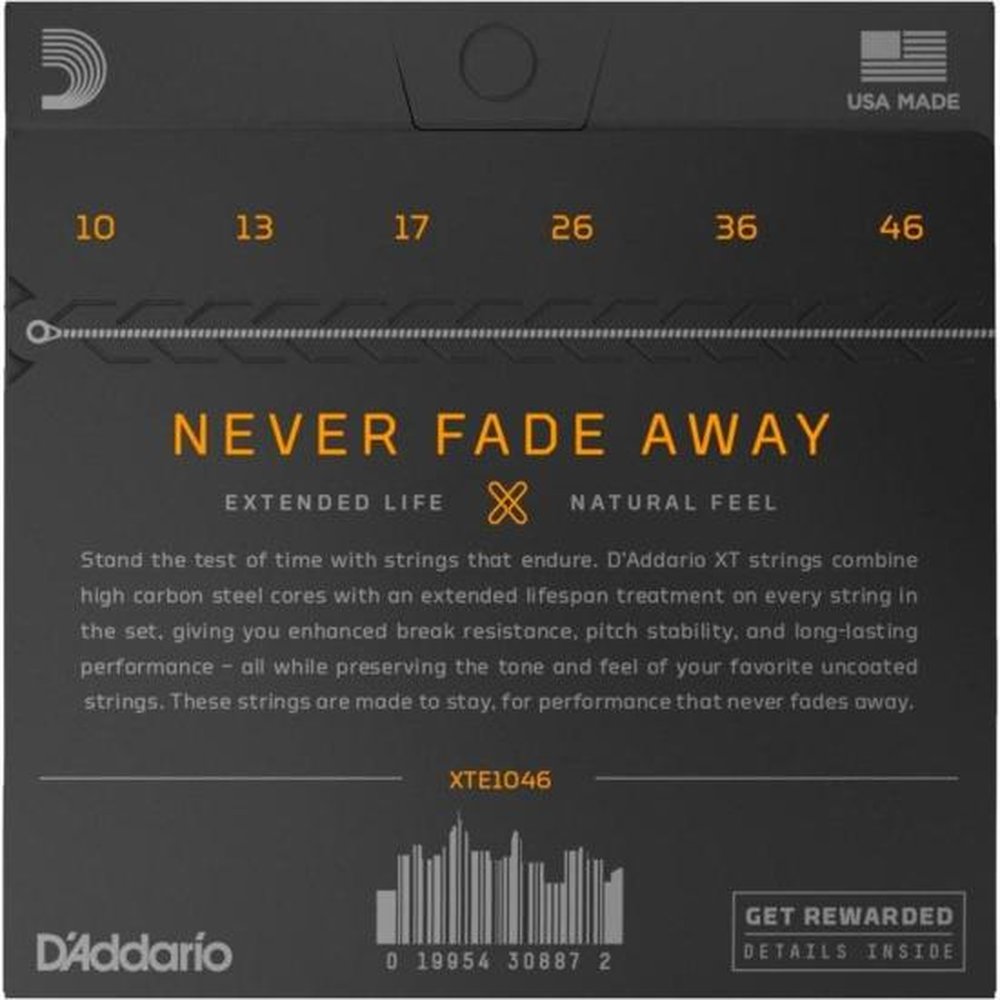 USA MADE
10 13 17 26 36 46
NEVER FADE AWAY
EXTENDED LIFE X NATURAL FEEL
Stand the test of time with strings that endure. D'Addario XT strings combine
high carbon steel cores with an extended lifespan treatment on every string in
the set, giving you enhanced break resistance, pitch stability, and long-lasting
performance – all while preserving the tone and feel of your favorite uncoated
strings. These strings are made to stay, for performance that never fades away.
XTE1046
D'Addario
0 19954 30887 2
GET REWARDED
DETAILS INSIDE